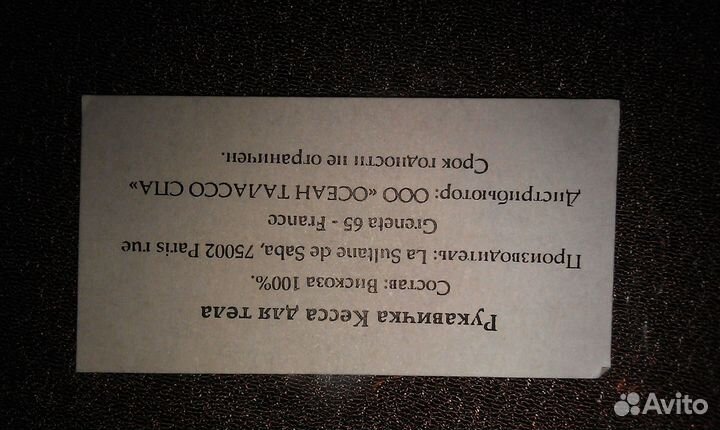 Рукавичка Кесса для тела
Состав: Вискоза 100%.
Производитель: La Sultane de Saba, 75002 Paris rue
Greneta 65 - France
Дистрибьютор: ООО «ОСЕАН ТАЛАССО СПА»
Срок годности не ограничен.
Avito